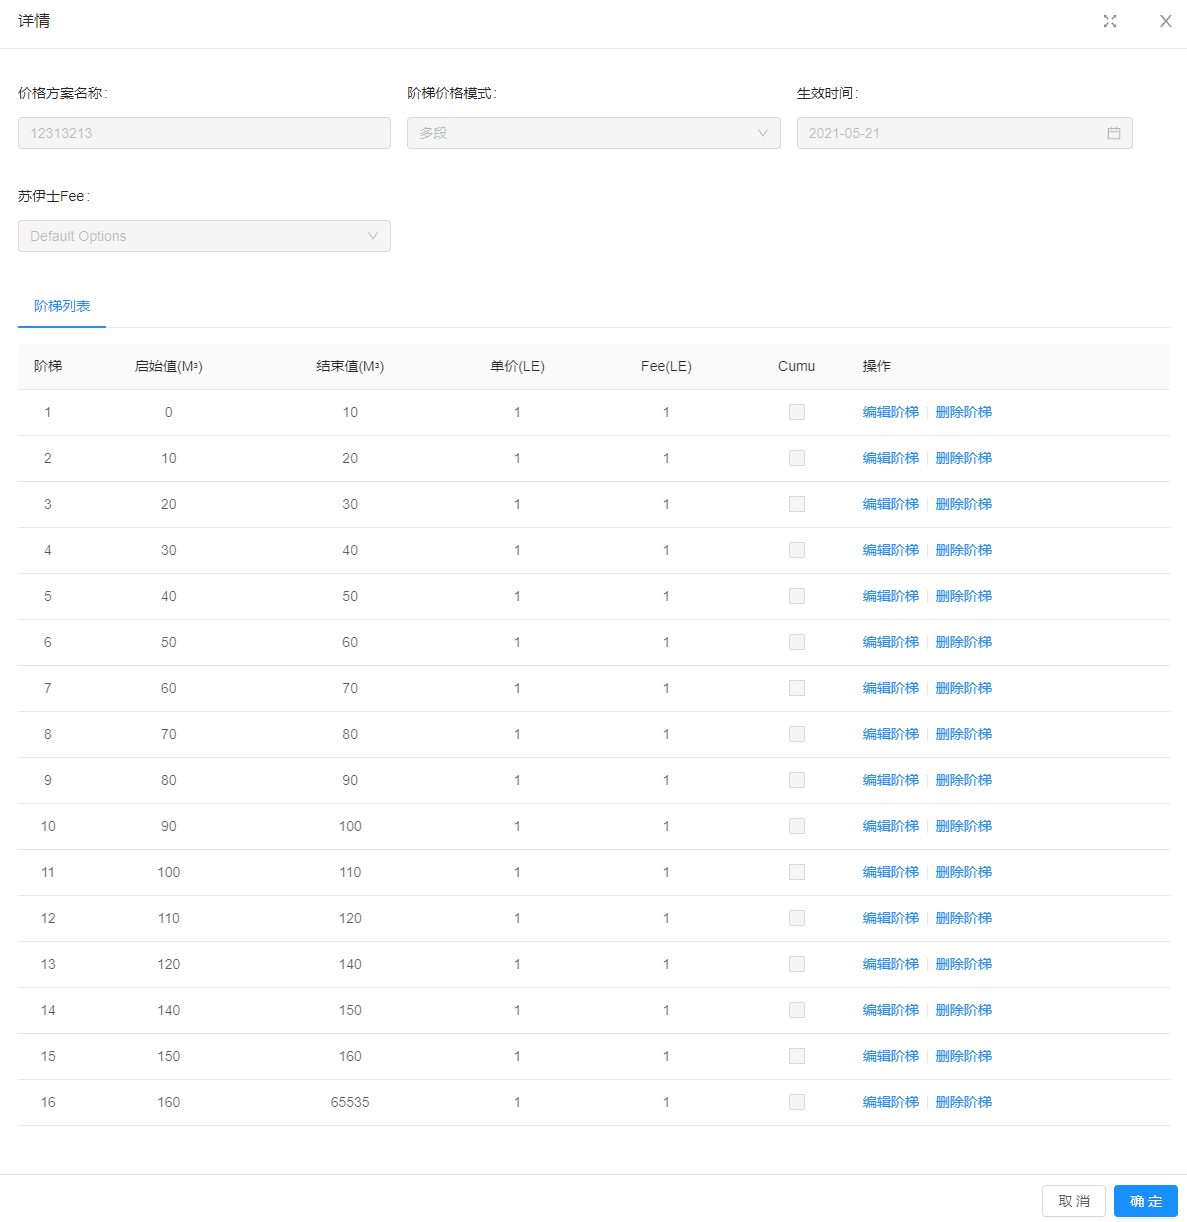 详情
价格方案名称:
阶梯价格模式:
生效时间:
12313213
多段
2021-05-21
苏伊士Fee:
Default Options
阶梯列表
阶梯 启始值(M³) 结束值(M³) 单价(LE) Fee(LE) Cumu 操作
1 0 10 1 1 编辑阶梯 删除阶梯
2 10 20 1 1 编辑阶梯 删除阶梯
3 20 30 1 1 编辑阶梯 删除阶梯
4 30 40 1 1 编辑阶梯 删除阶梯
5 40 50 1 1 编辑阶梯 删除阶梯
6 50 60 1 1 编辑阶梯 删除阶梯
7 60 70 1 1 编辑阶梯 删除阶梯
8 70 80 1 1 编辑阶梯 删除阶梯
9 80 90 1 1 编辑阶梯 删除阶梯
10 90 100 1 1 编辑阶梯 删除阶梯
11 100 110 1 1 编辑阶梯 删除阶梯
12 110 120 1 1 编辑阶梯 删除阶梯
13 120 140 1 1 编辑阶梯 删除阶梯
14 140 150 1 1 编辑阶梯 删除阶梯
15 150 160 1 1 编辑阶梯 删除阶梯
16 160 65535 1 1 编辑阶梯 删除阶梯
取 消 确 定